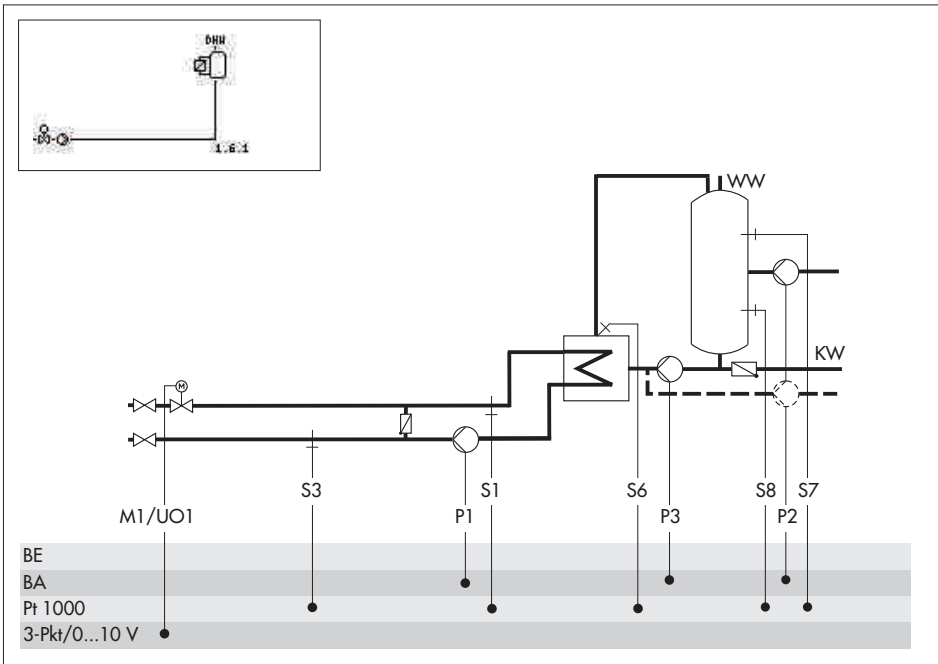 DHW
1.6.1
WW
KW
M
S3 S1 S6 S8 S7
M1/UO1 P1 P3 P2
BE
BA
Pt 1000
3-Pkt/0...10 V